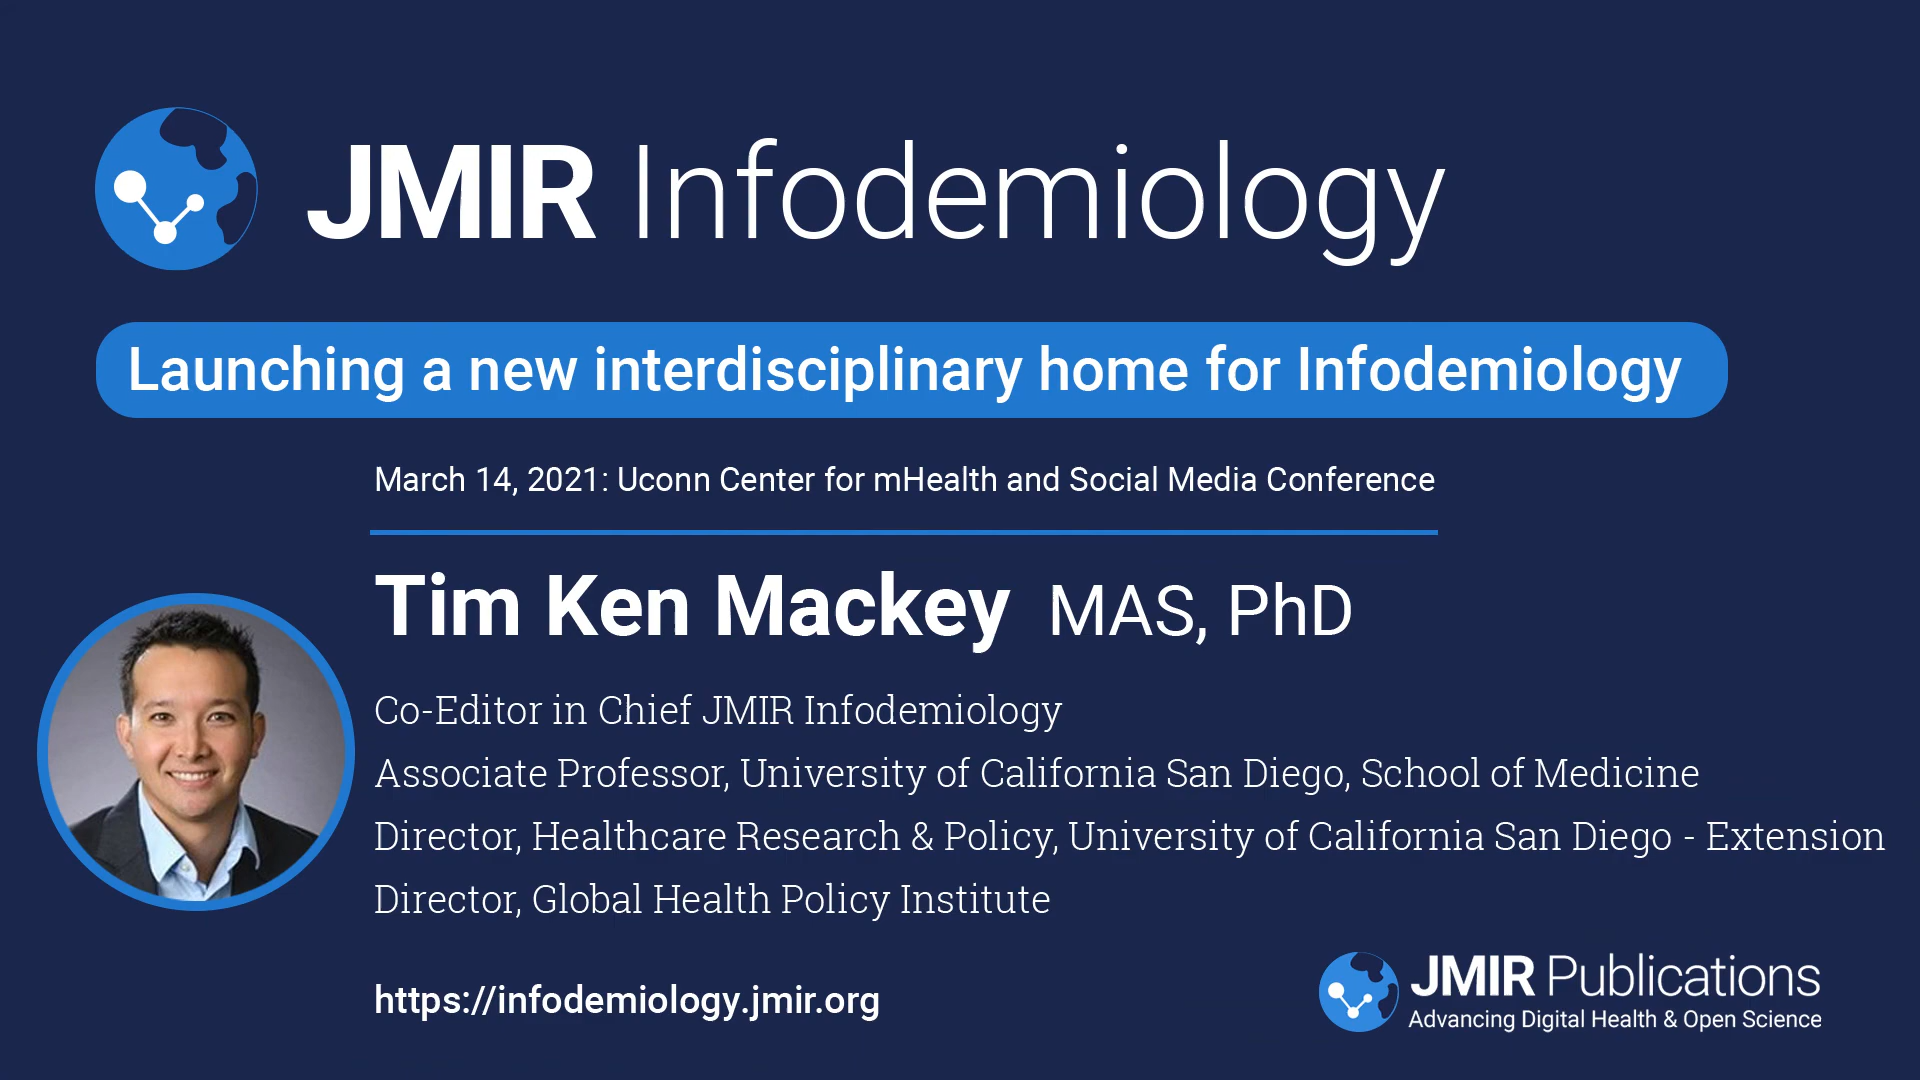 JMIR Infodemiology
Launching a new interdisciplinary home for Infodemiology
March 14, 2021: Uconn Center for mHealth and Social Media Conference
Tim Ken Mackey MAS, PhD
Co-Editor in Chief JMIR Infodemiology
Associate Professor, University of California San Diego, School of Medicine
Director, Healthcare Research & Policy, University of California San Diego - Extension
Director, Global Health Policy Institute
https://infodemiology.jmir.org
JMIR Publications
Advancing Digital Health & Open Science